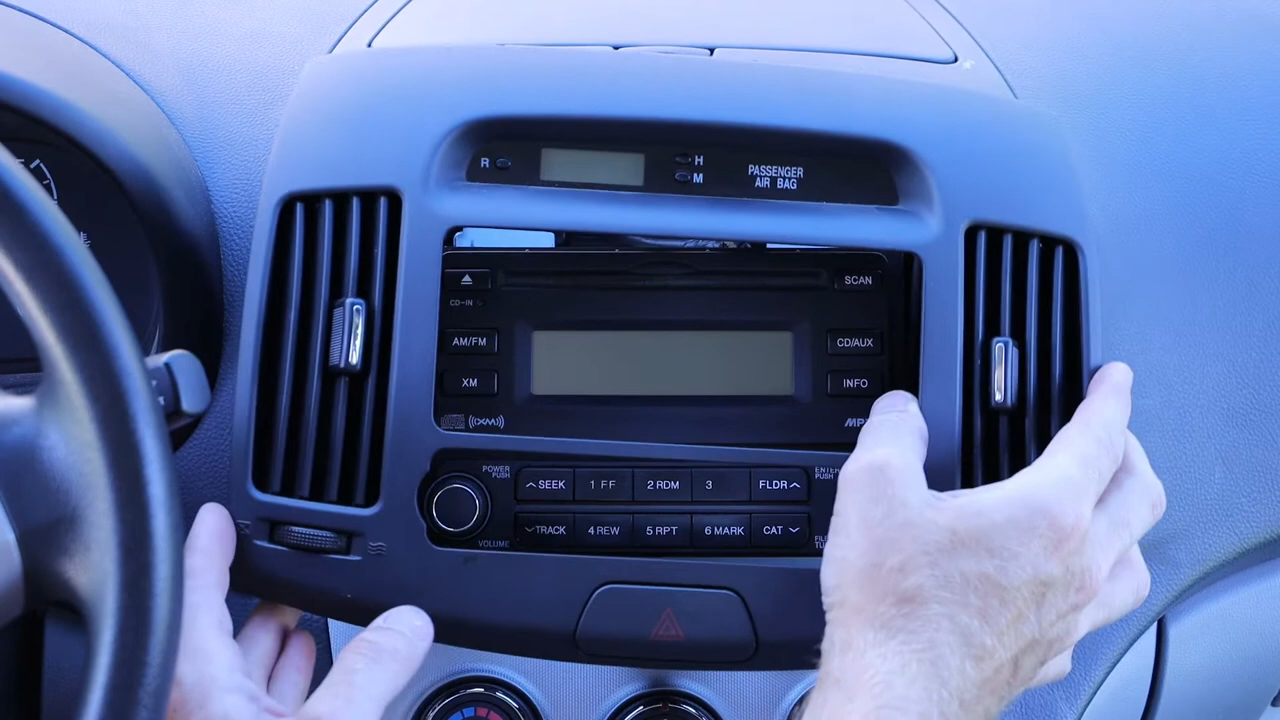 R
H
M
PASSENGER
AIR BAG
SCAN
CD-IN
AM/FM
CD/AUX
XM
INFO
((XM))
POWER
PUSH
SEEK
1 FF
2 RDM
3
FLDR
TRACK
4 REW
5 RPT
6 MARK
CAT
VOLUME